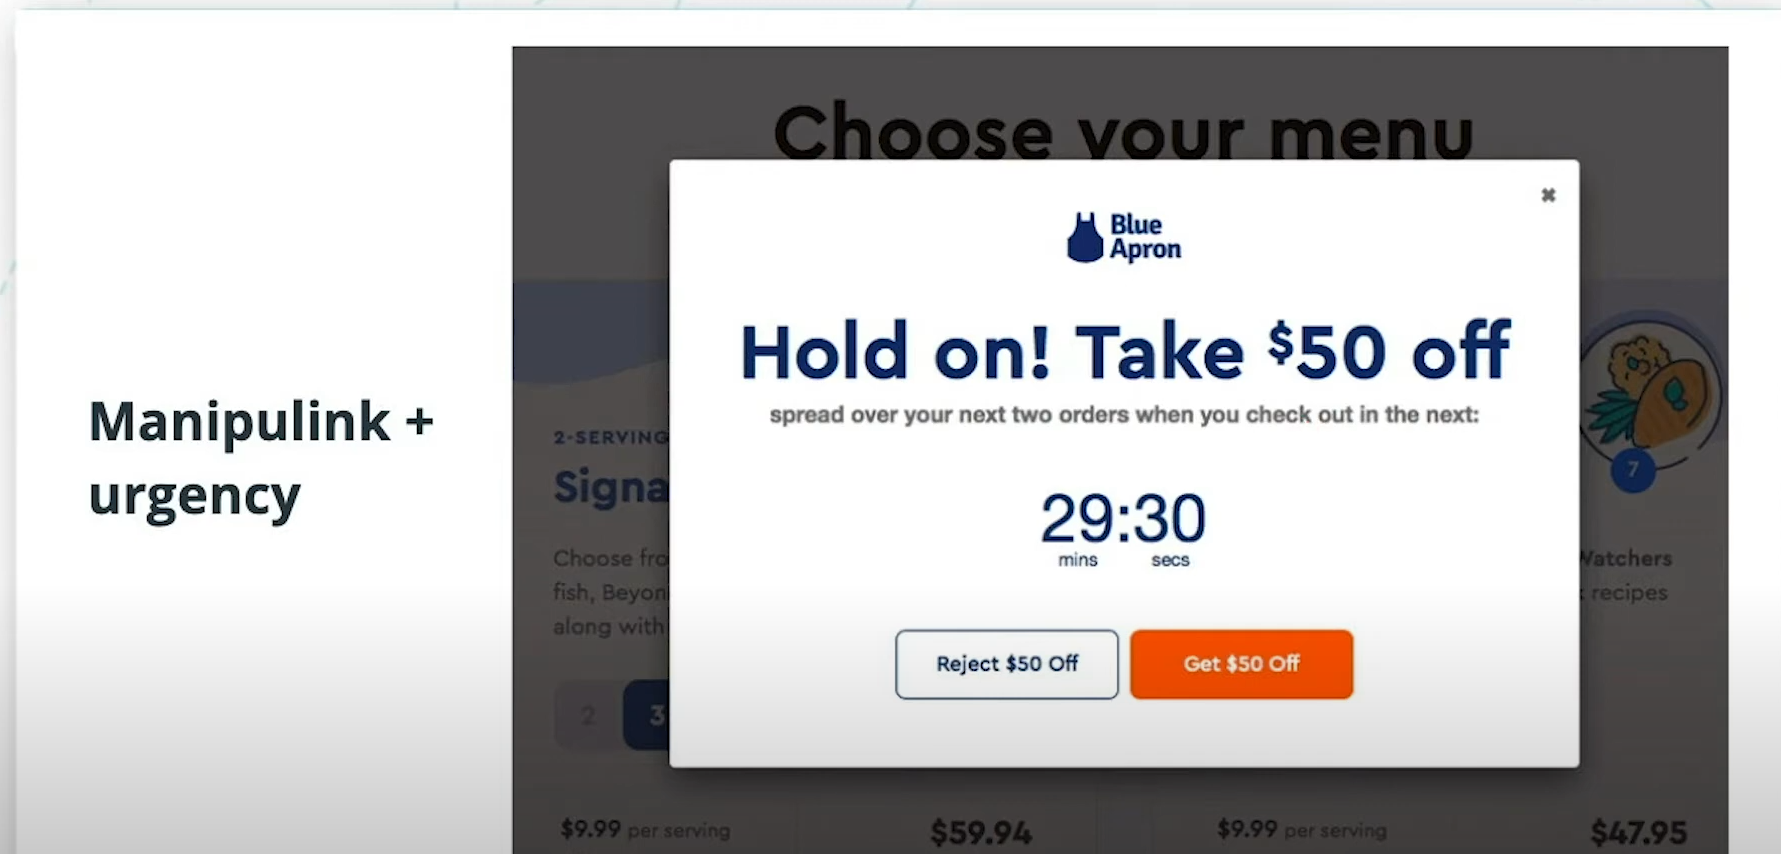 Manipulink +
urgency
Choose your menu
✖
Blue
Apron
Hold on! Take $50 off
spread over your next two orders when you check out in the next:
29:30
mins secs
Reject $50 Off
Get $50 Off
2-SERVING
Signa
Choose fro
fish, Beyon
along with
2 3
7
Watchers
recipes
$9.99 per serving
$59.94
$9.99 per serving
$47.95